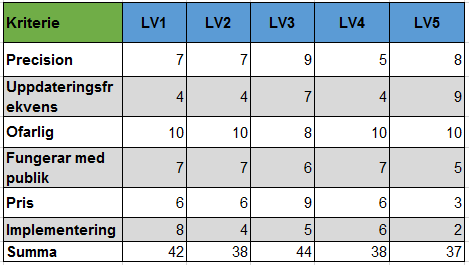 Kriterie LV1 LV2 LV3 LV4 LV5
Precision 7 7 9 5 8
Uppdateringsfr
ekvens 4 4 7 4 9
Ofarlig 10 10 8 10 10
Fungerar med
publik 7 7 6 7 5
Pris 6 6 9 6 3
Implementering 8 4 5 6 2
Summa 42 38 44 38 37